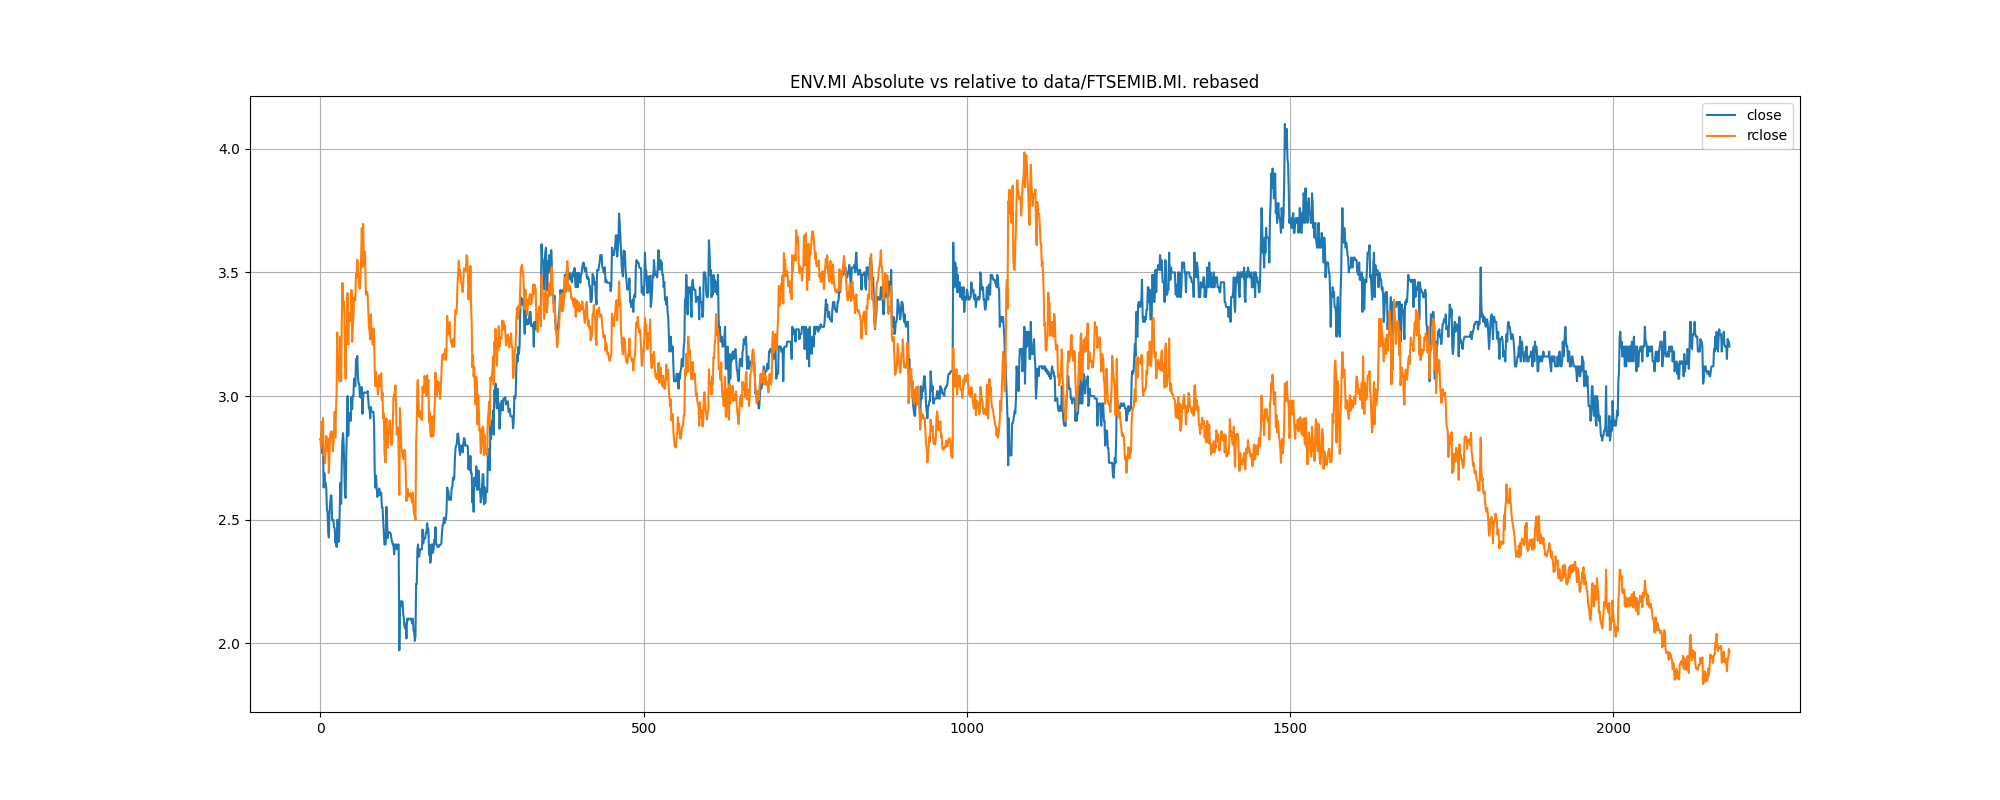 ENV.MI Absolute vs relative to data/FTSEMIB.MI. rebased
close
rclose
4.0
3.5
3.0
2.5
2.0
0 500 1000 1500 2000